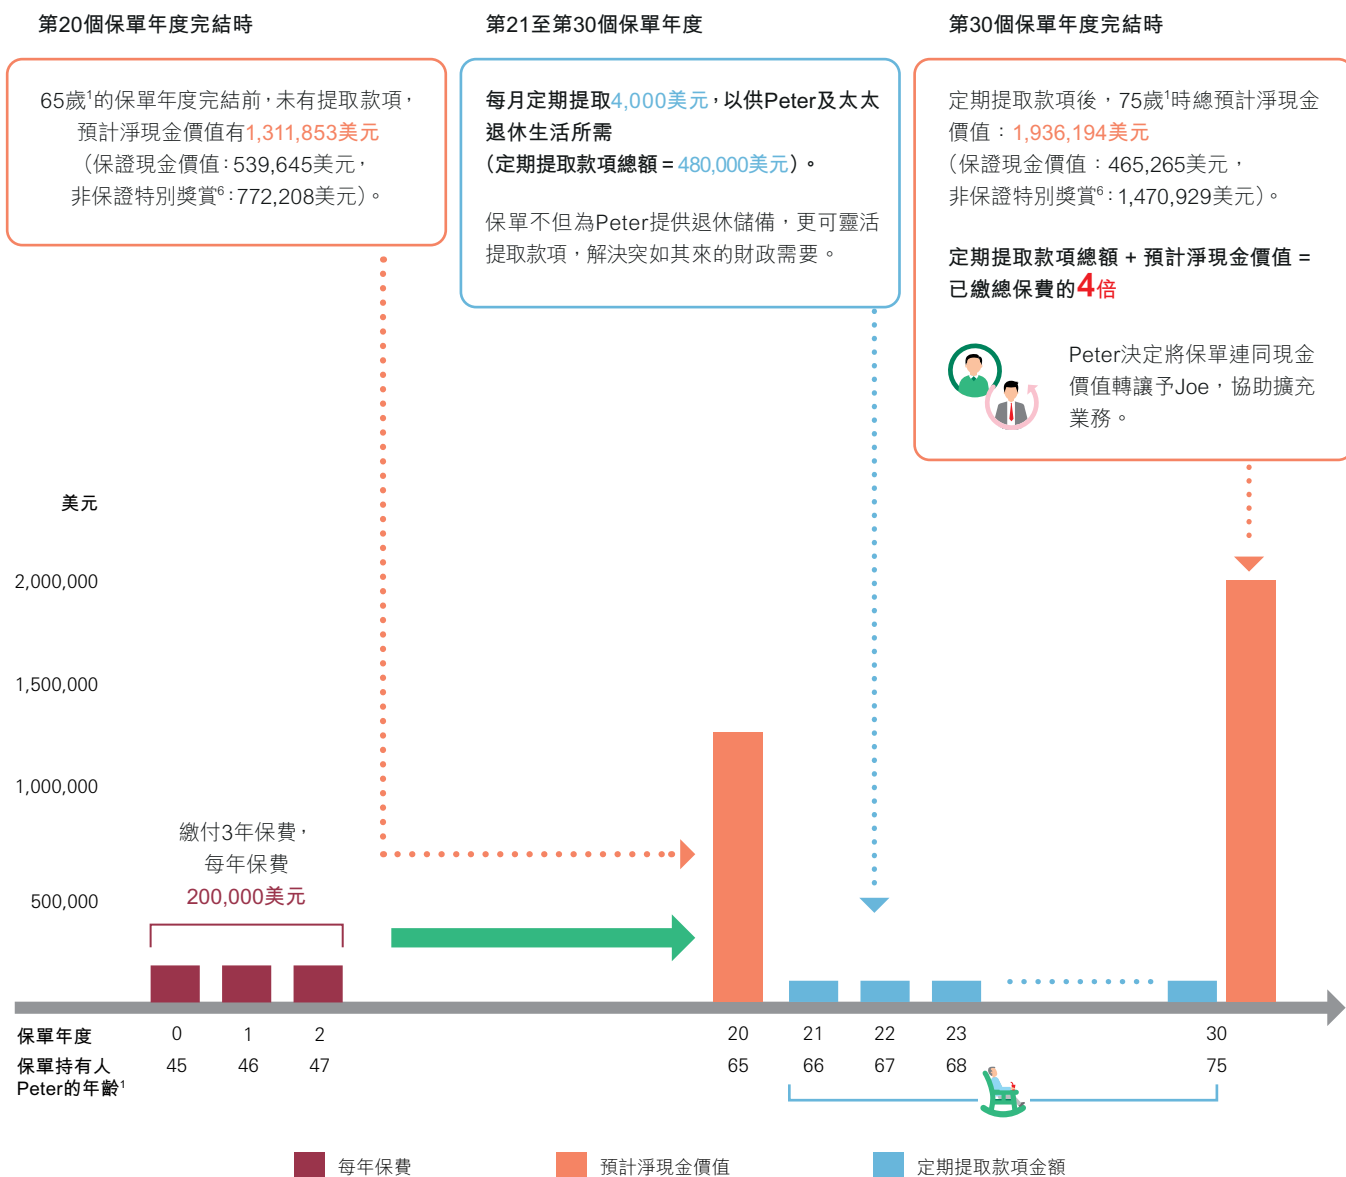 第20個保單年度完結時
65歲1的保單年度完結前，未有提取款項，
預計淨現金價值有1,311,853美元
（保證現金價值：539,645美元，
非保證特別獎賞6：772,208美元）。
第21至第30個保單年度
每月定期提取4,000美元，以供Peter及太太
退休生活所需
（定期提取款項總額 = 480,000美元）。
保單不但為Peter提供退休儲備，更可靈活
提取款項，解決突如其來的財政需要。
第30個保單年度完結時
定期提取款項後，75歲1時總預計淨現金
價值：1,936,194美元
（保證現金價值：465,265美元，
非保證特別獎賞6：1,470,929美元）。
定期提取款項總額 + 預計淨現金價值 =
已繳總保費的4倍
Peter決定將保單連同現金
價值轉讓予Joe，協助擴充
業務。
美元
2,000,000
1,500,000
1,000,000
500,000
繳付3年保費，
每年保費
200,000美元
保單年度 0 1 2 20 21 22 23 30
保單持有人 45 46 47 65 66 67 68 75
Peter的年齡1
每年保費 預計淨現金價值 定期提取款項金額